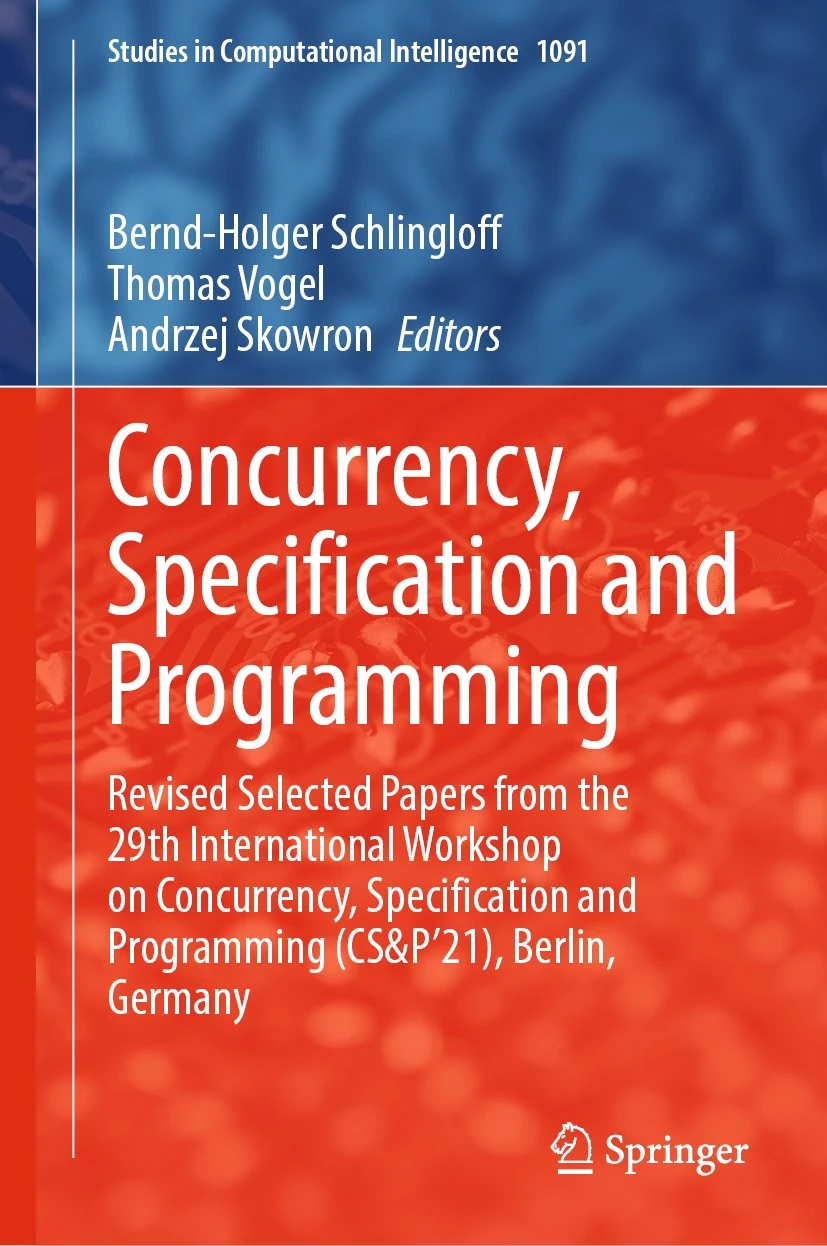 Studies in Computational Intelligence 1091
Bernd-Holger Schlingloff
Thomas Vogel
Andrzej Skowron Editors
Concurrency,
Specification and
Programming
Revised Selected Papers from the
29th International Workshop
on Concurrency, Specification and
Programming (CS&P’21), Berlin,
Germany
Springer